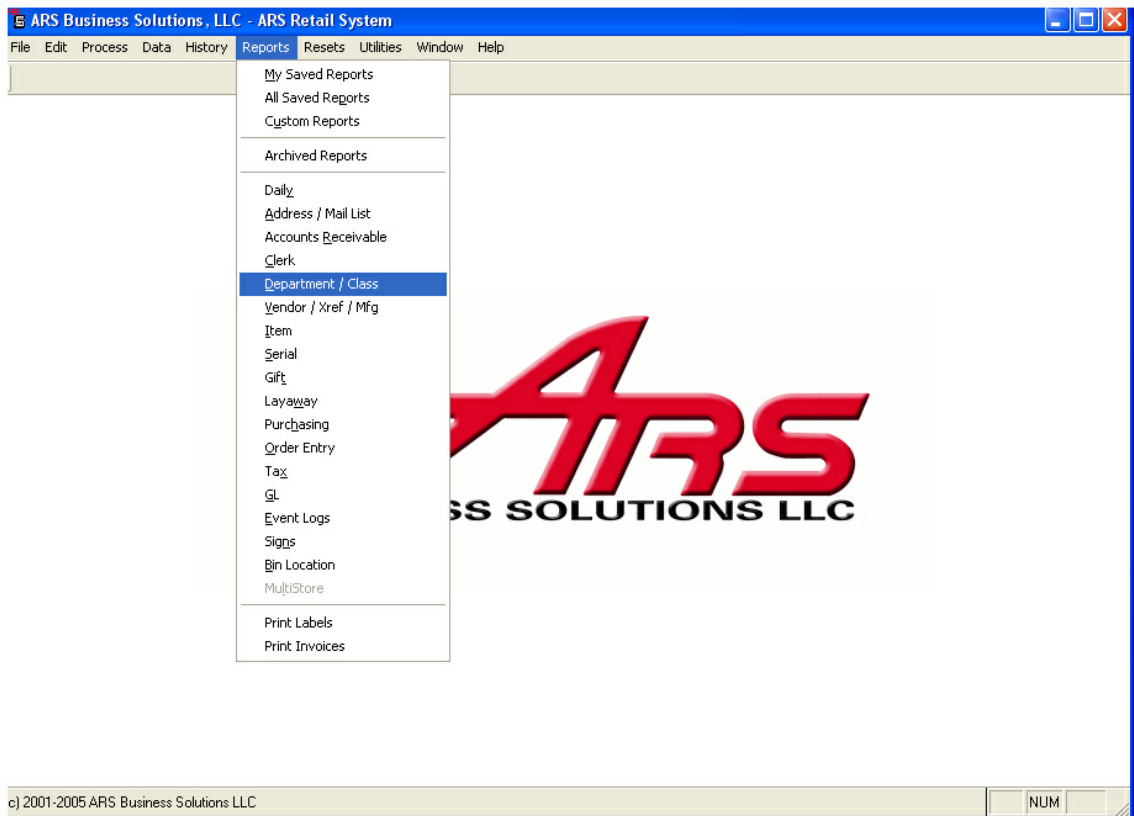 ARS Business Solutions, LLC - ARS Retail System
File Edit Process Data History Reports Resets Utilities Window Help
My Saved Reports
All Saved Reports
Custom Reports
Archived Reports
Daily
Address / Mail List
Accounts Receivable
Clerk
Department / Class
Vendor / Xref / Mfg
Item
Serial
Gift
Layaway
Purchasing
Order Entry
Tax
GL
Event Logs
Signs
Bin Location
MultiStore
Print Labels
Print Invoices
ARS
SS SOLUTIONS LLC
c) 2001-2005 ARS Business Solutions LLC NUM